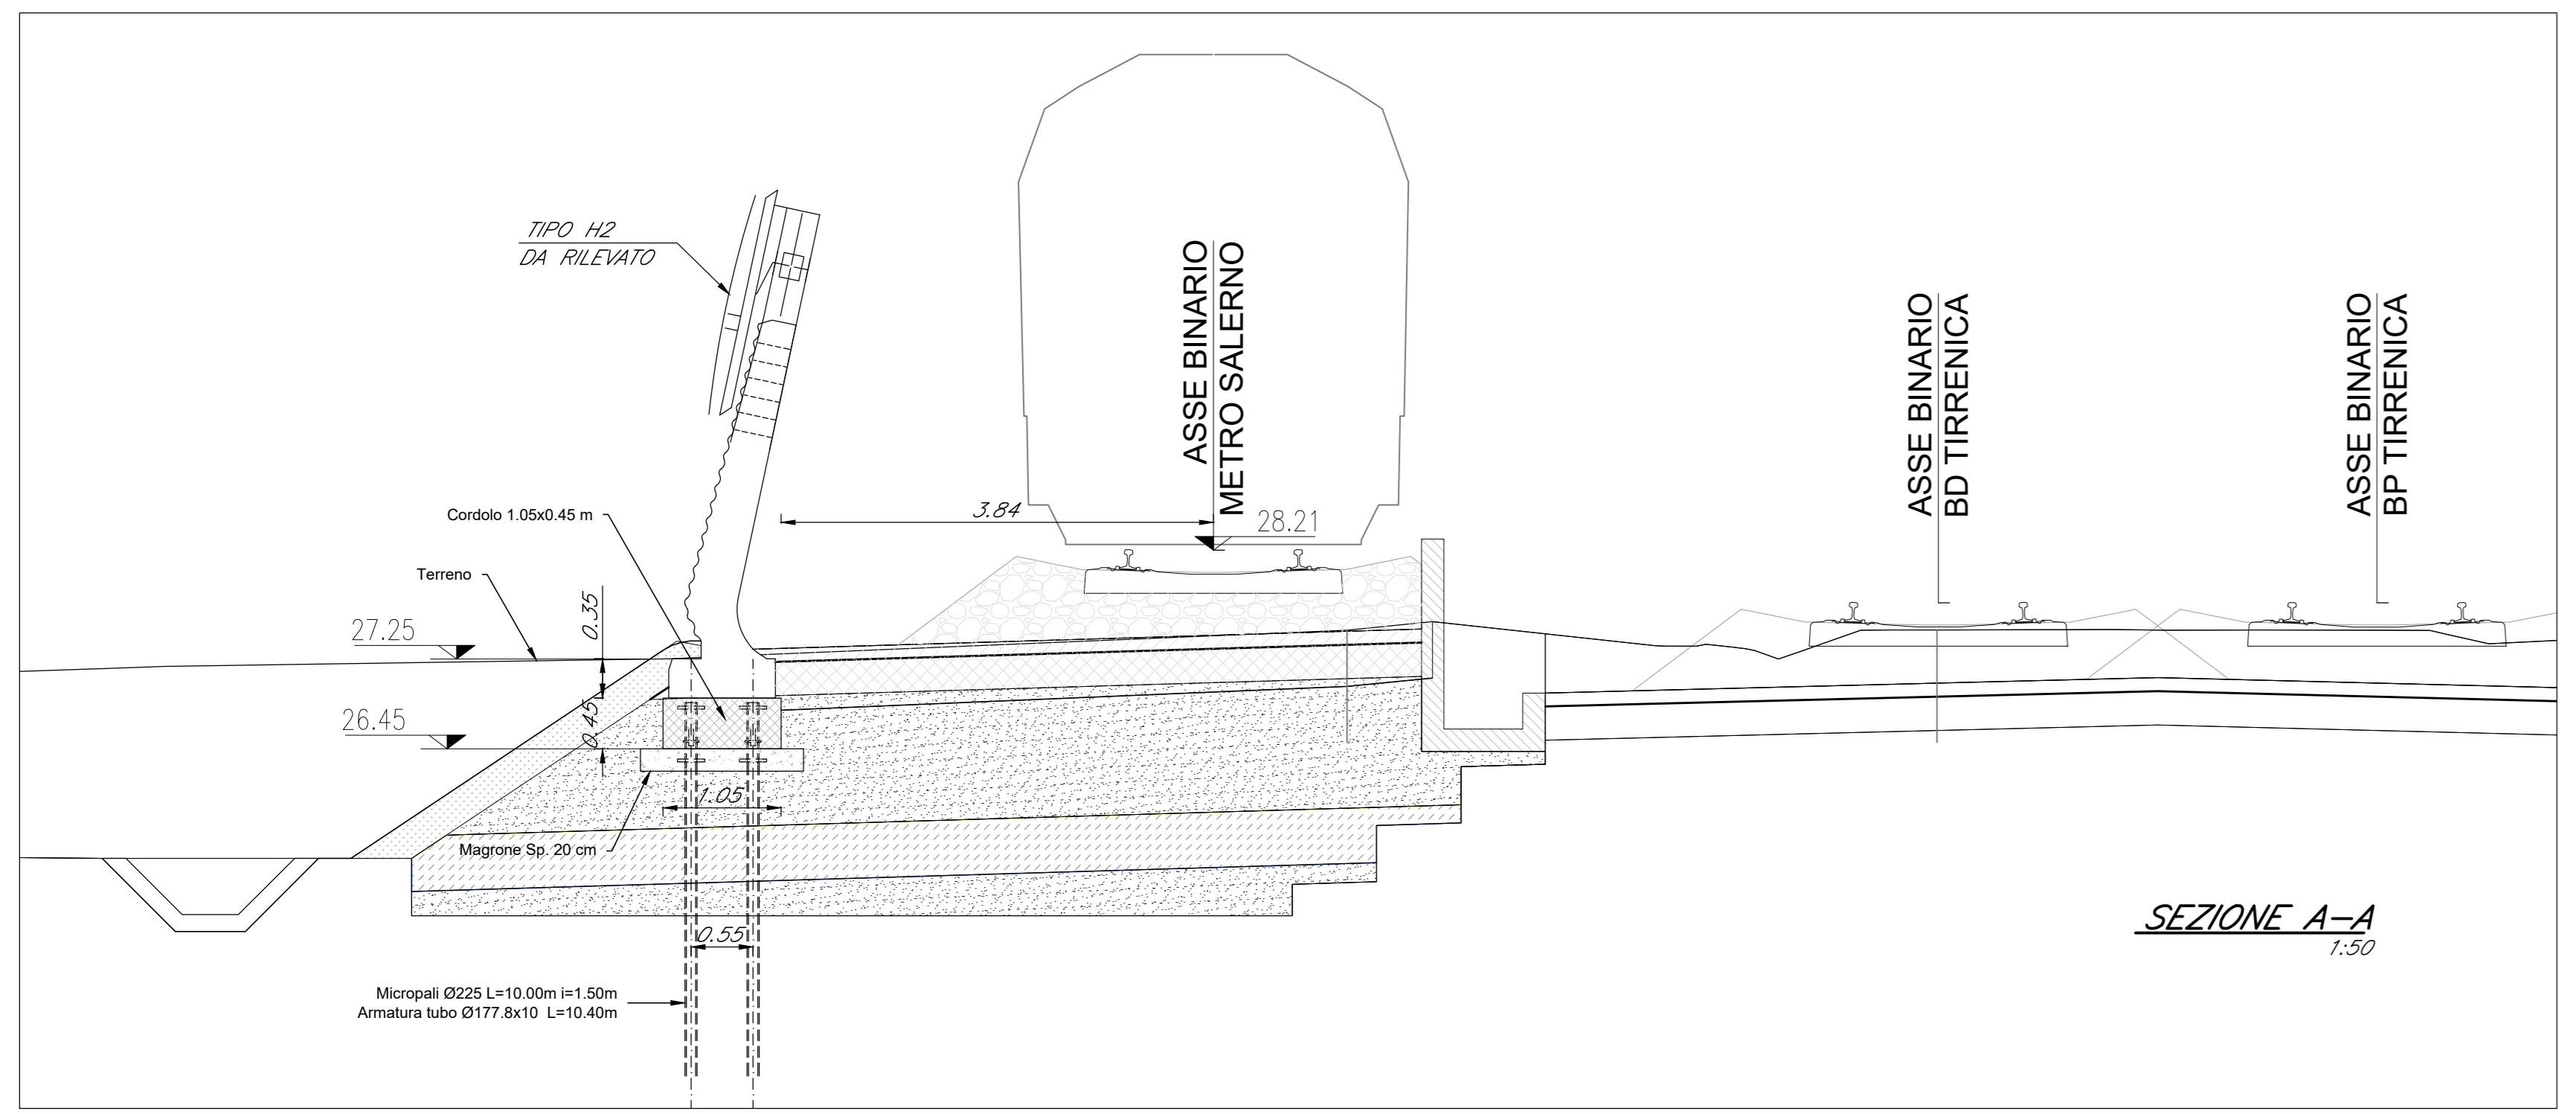 TIPO H2
DA RILEVATO
ASSE BINARIO
METRO SALERNO
ASSE BINARIO
BD TIRRENICA
ASSE BINARIO
BP TIRRENICA
Cordolo 1.05x0.45 m
3.84
28.21
Terreno
0.35
27.25
0.45
26.45
1.05
Magrone Sp. 20 cm
0.55
SEZIONE A-A
1:50
Micropali Ø225 L=10.00m i=1.50m
Armatura tubo Ø177.8x10 L=10.40m